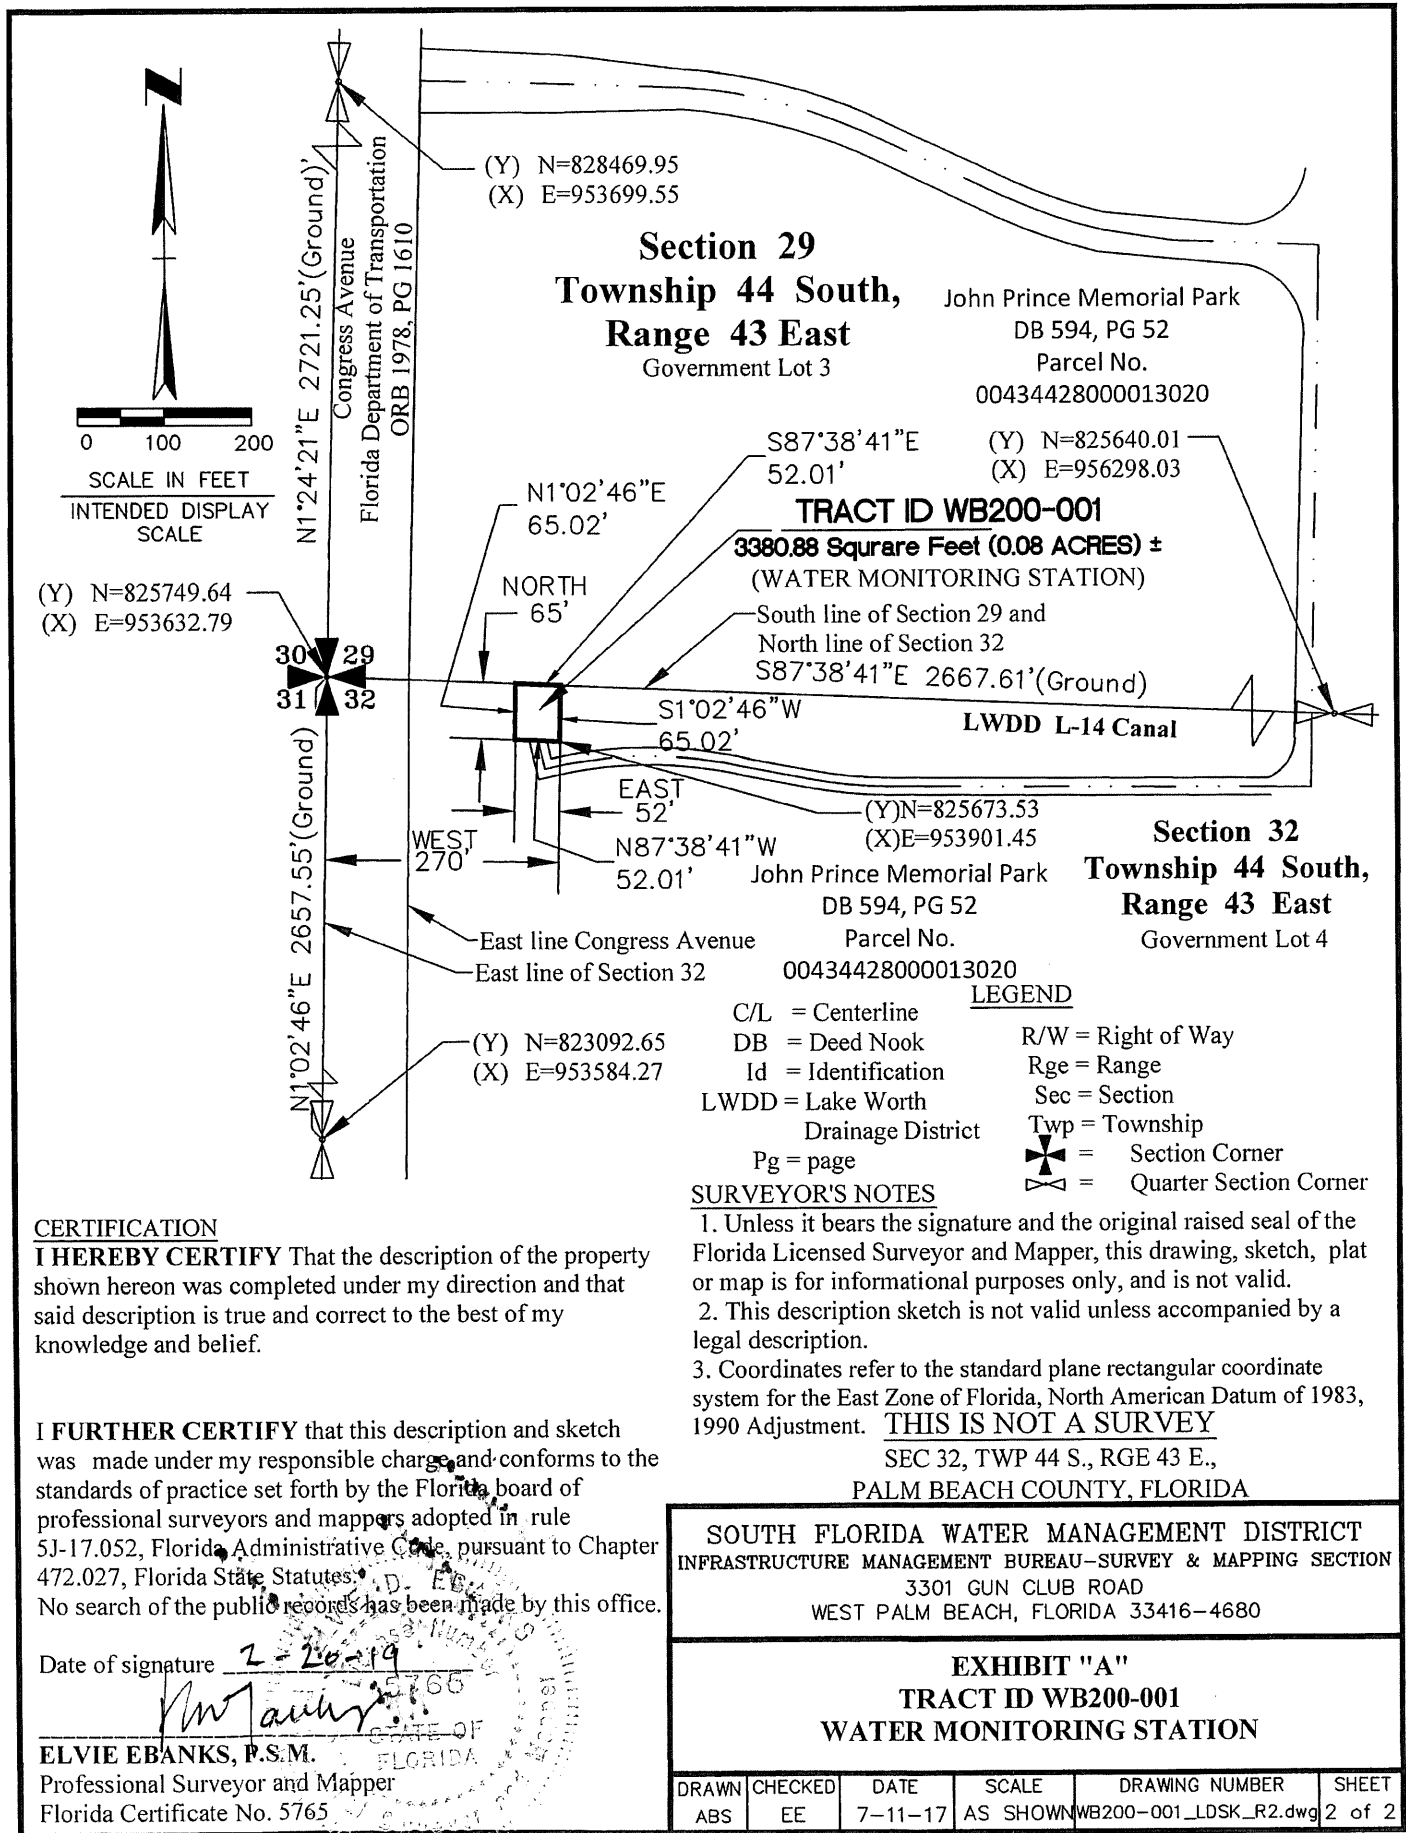 (Y) N=828469.95
(X) E=953699.55
N1°24'21"E 2721.25'(Ground)'
Congress Avenue
Florida Department of Transportation
ORB 1978, PG 1610
Section 29
Township 44 South,
Range 43 East
Government Lot 3
John Prince Memorial Park
DB 594, PG 52
Parcel No.
00434428000013020
0 100 200
SCALE IN FEET
INTENDED DISPLAY
SCALE
S87°38'41"E
52.01'
(Y) N=825640.01
(X) E=956298.03
N1°02'46"E
65.02'
TRACT ID WB200-001
3380.88 Squrare Feet (0.08 ACRES) ±
(WATER MONITORING STATION)
NORTH
65'
(Y) N=825749.64
(X) E=953632.79
South line of Section 29 and
North line of Section 32
S87°38'41"E 2667.61'(Ground)
30 29
31 32
S1°02'46"W
65.02'
LWDD L-14 Canal
EAST
52'
(Y)N=825673.53
(X)E=953901.45
WEST
270'
N87°38'41"W
52.01'
N1°02'46"E 2657.55'(Ground)
Section 32
Township 44 South,
Range 43 East
Government Lot 4
John Prince Memorial Park
DB 594, PG 52
Parcel No.
00434428000013020
East line Congress Avenue
East line of Section 32
(Y) N=823092.65
(X) E=953584.27
LEGEND
C/L = Centerline
DB = Deed Nook
Id = Identification
LWDD = Lake Worth
Drainage District
Pg = page
R/W = Right of Way
Rge = Range
Sec = Section
Twp = Township
= Section Corner
= Quarter Section Corner
CERTIFICATION
I HEREBY CERTIFY That the description of the property
shown hereon was completed under my direction and that
said description is true and correct to the best of my
knowledge and belief.
I FURTHER CERTIFY that this description and sketch
was made under my responsible charge and conforms to the
standards of practice set forth by the Florida board of
professional surveyors and mappers adopted in rule
5J-17.052, Florida Administrative Code, pursuant to Chapter
472.027, Florida State Statutes.
No search of the public records has been made by this office.
Date of signature 2-20-19
5765
STATE OF
FLORIDA
ELVIE EBANKS, P.S.M.
Professional Surveyor and Mapper
Florida Certificate No. 5765
SURVEYOR'S NOTES
1. Unless it bears the signature and the original raised seal of the
Florida Licensed Surveyor and Mapper, this drawing, sketch, plat
or map is for informational purposes only, and is not valid.
2. This description sketch is not valid unless accompanied by a
legal description.
3. Coordinates refer to the standard plane rectangular coordinate
system for the East Zone of Florida, North American Datum of 1983,
1990 Adjustment. THIS IS NOT A SURVEY
SEC 32, TWP 44 S., RGE 43 E.,
PALM BEACH COUNTY, FLORIDA
SOUTH FLORIDA WATER MANAGEMENT DISTRICT
INFRASTRUCTURE MANAGEMENT BUREAU-SURVEY & MAPPING SECTION
3301 GUN CLUB ROAD
WEST PALM BEACH, FLORIDA 33416-4680
EXHIBIT "A"
TRACT ID WB200-001
WATER MONITORING STATION
DRAWN CHECKED DATE SCALE DRAWING NUMBER SHEET
ABS EE 7-11-17 AS SHOWN WB200-001_LDSK_R2.dwg 2 of 2